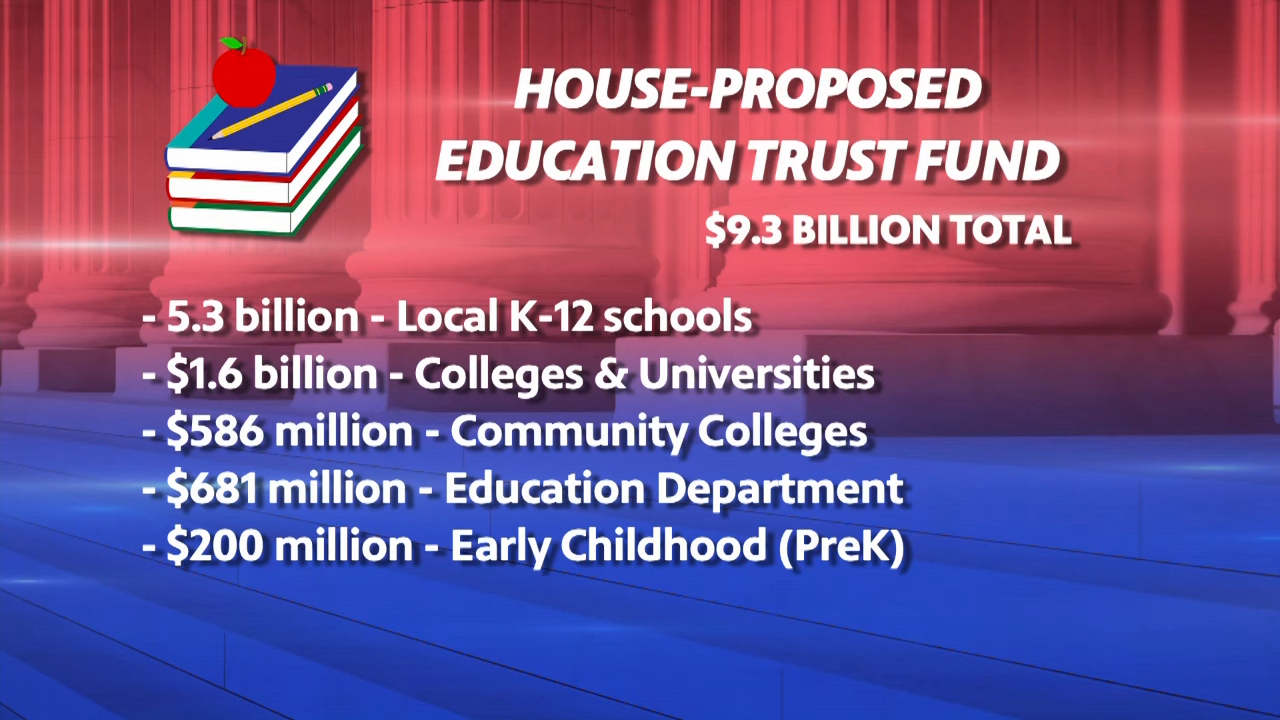 HOUSE-PROPOSED
EDUCATION TRUST FUND
$9.3 BILLION TOTAL
- 5.3 billion - Local K-12 schools
- $1.6 billion - Colleges & Universities
- $586 million - Community Colleges
- $681 million - Education Department
- $200 million - Early Childhood (PreK)